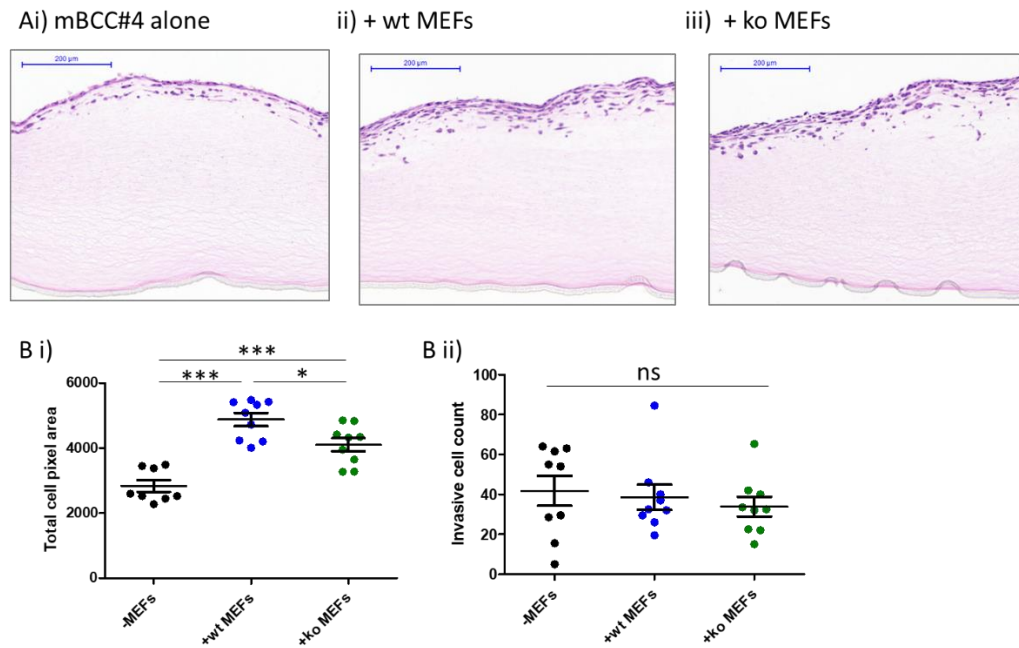 Ai) mBCC#4 alone
ii) + wt MEFs
iii) + ko MEFs
200 µm
200 µm
200 µm
B i)
***
***
*
Total cell pixel area
6000
4000
2000
0
-MEFs
+wt MEFs
+ko MEFs
B ii)
ns
Invasive cell count
100
80
60
40
20
0
-MEFs
+wt MEFs
+ko MEFs